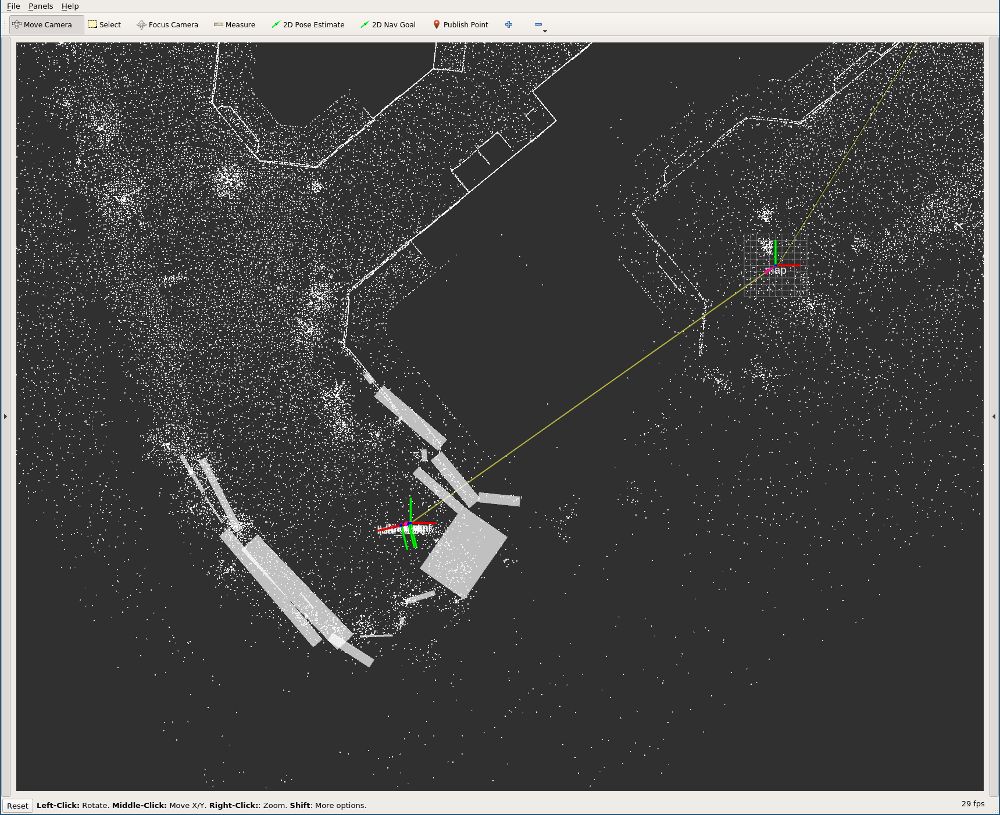 File Panels Help
Move Camera Select Focus Camera Measure 2D Pose Estimate 2D Nav Goal Publish Point
map
Reset Left-Click: Rotate. Middle-Click: Move X/Y. Right-Click:: Zoom. Shift: More options. 29 fps